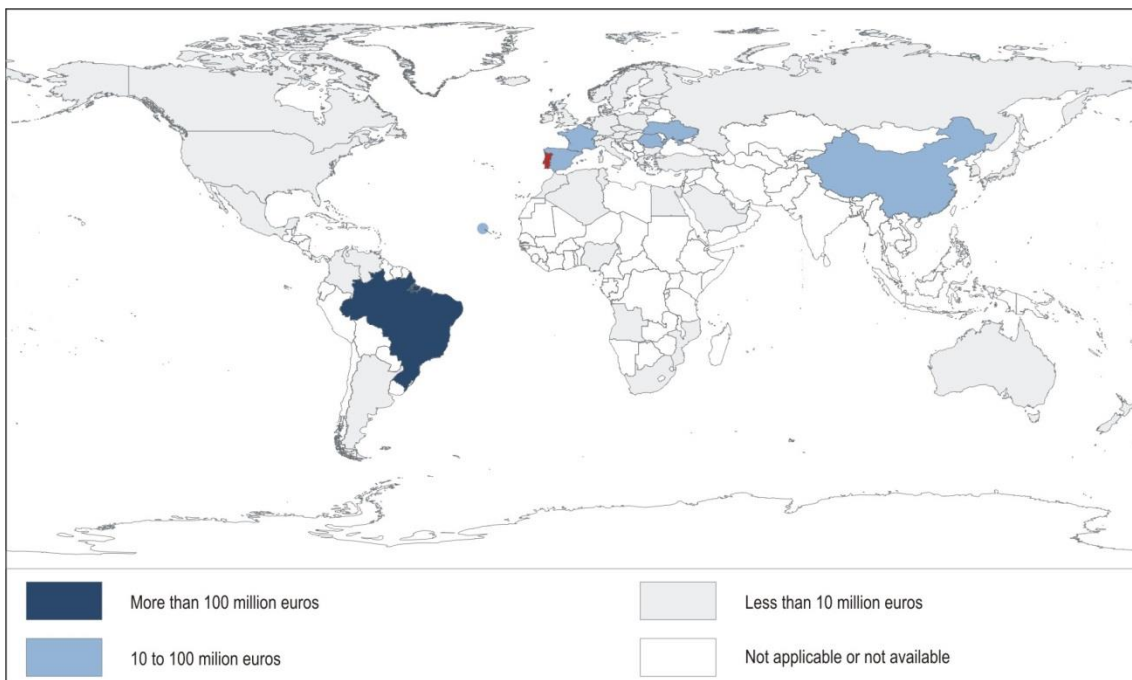 More than 100 million euros
Less than 10 million euros
10 to 100 milion euros
Not applicable or not available